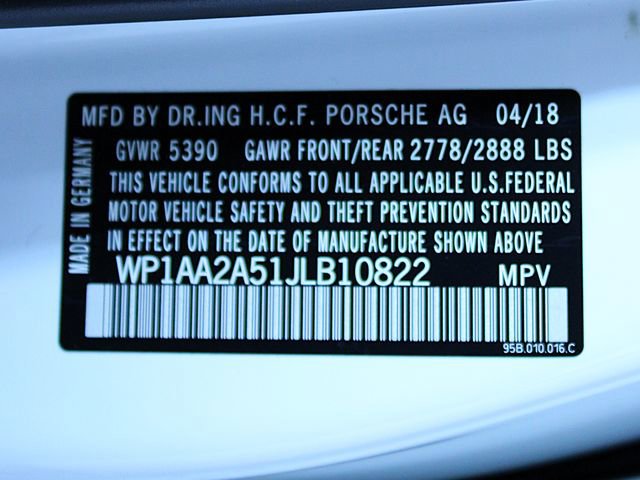 MFD BY DR.ING H.C.F. PORSCHE AG 04/18
GVWR 5390 GAWR FRONT/REAR 2778/2888 LBS
THIS VEHICLE CONFORMS TO ALL APPLICABLE U.S.FEDERAL
MOTOR VEHICLE SAFETY AND THEFT PREVENTION STANDARDS
IN EFFECT ON THE DATE OF MANUFACTURE SHOWN ABOVE
MADE IN GERMANY
WP1AA2A51JLB10822 MPV
95B.010.016.C